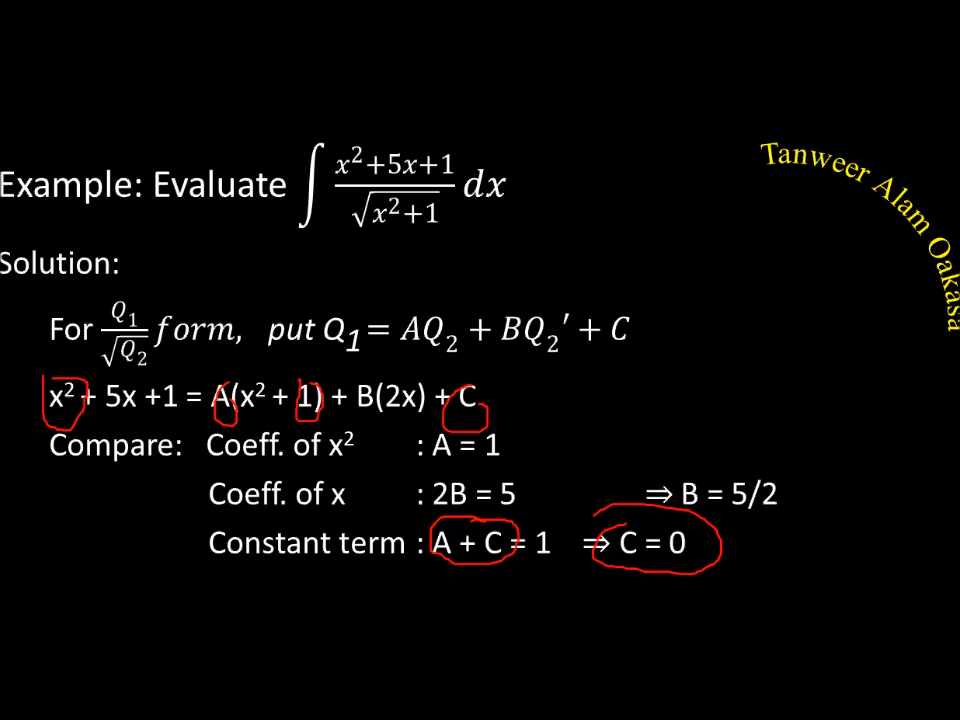 Example: Evaluate ∫ (x²+5x+1)/√(x²+1) dx
Tanweer Alam Oakasa
Solution:
For Q₁/√Q₂ form, put Q₁ = AQ₂ + BQ₂′ + C
x² + 5x +1 = A(x² + 1) + B(2x) + C
Compare: Coeff. of x² : A = 1
Coeff. of x : 2B = 5 ⇒ B = 5/2
Constant term : A + C = 1 ⇒ C = 0